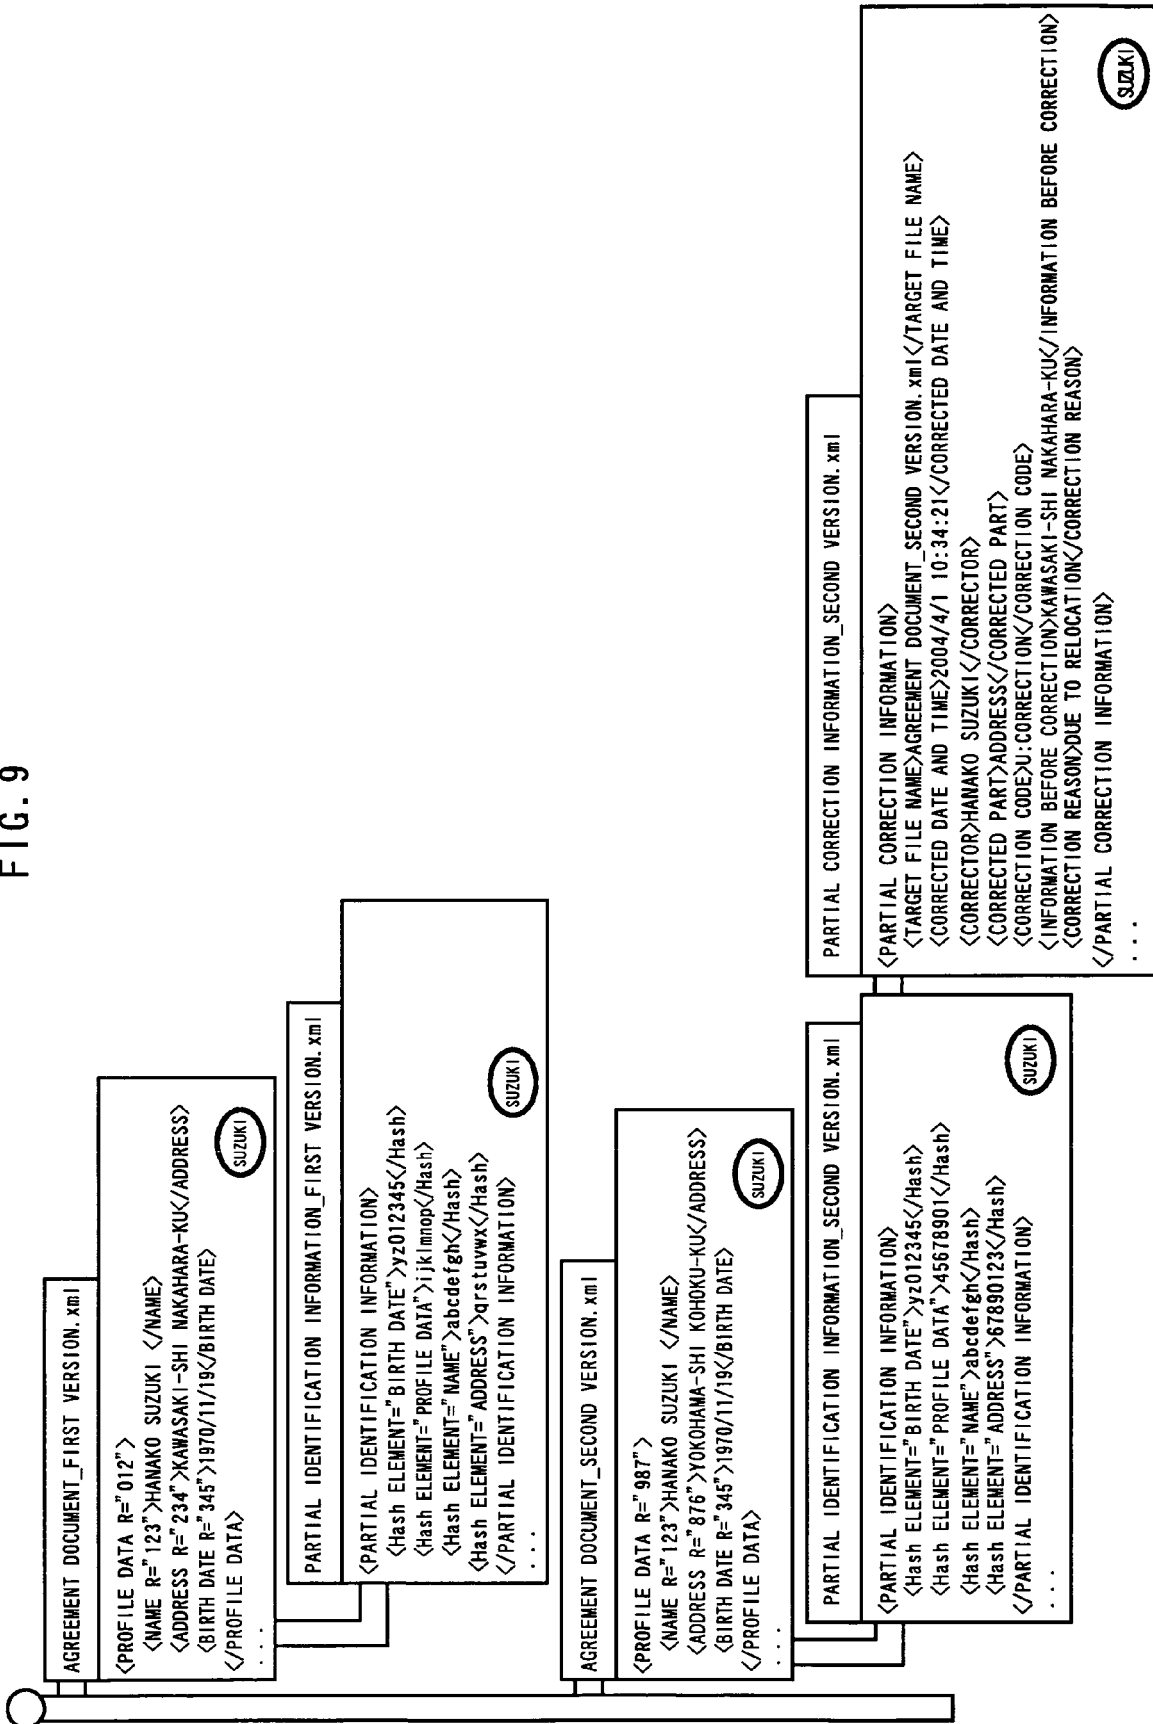 FIG. 9
AGREEMENT DOCUMENT_FIRST VERSION.xml
<PROFILE DATA R="012">
<NAME R="123">HANAKO SUZUKI </NAME>
<ADDRESS R="234">KAWASAKI-SHI NAKAHARA-KU</ADDRESS>
<BIRTH DATE R="345">1970/11/19</BIRTH DATE>
</PROFILE DATA>
...
SUZUKI
PARTIAL IDENTIFICATION INFORMATION_FIRST VERSION.xml
<PARTIAL IDENTIFICATION INFORMATION>
<Hash ELEMENT="BIRTH DATE">yz012345</Hash>
<Hash ELEMENT="PROFILE DATA">ijklmnop</Hash>
<Hash ELEMENT="NAME">abcdefgh</Hash>
<Hash ELEMENT="ADDRESS">qrstuvwx</Hash>
</PARTIAL IDENTIFICATION INFORMATION>
...
SUZUKI
AGREEMENT DOCUMENT_SECOND VERSION.xml
<PROFILE DATA R="987">
<NAME R="123">HANAKO SUZUKI </NAME>
<ADDRESS R="876">YOKOHAMA-SHI KOHOKU-KU</ADDRESS>
<BIRTH DATE R="345">1970/11/19</BIRTH DATE>
</PROFILE DATA>
...
SUZUKI
PARTIAL IDENTIFICATION INFORMATION_SECOND VERSION.xml
<PARTIAL IDENTIFICATION INFORMATION>
<Hash ELEMENT="BIRTH DATE">yz012345</Hash>
<Hash ELEMENT="PROFILE DATA">45678901</Hash>
<Hash ELEMENT="NAME">abcdefgh</Hash>
<Hash ELEMENT="ADDRESS">67890123</Hash>
</PARTIAL IDENTIFICATION INFORMATION>
...
SUZUKI
PARTIAL CORRECTION INFORMATION_SECOND VERSION.xml
<PARTIAL CORRECTION INFORMATION>
<TARGET FILE NAME>AGREEMENT DOCUMENT_SECOND VERSION.xml</TARGET FILE NAME>
<CORRECTED DATE AND TIME>2004/4/1 10:34:21</CORRECTED DATE AND TIME>
<CORRECTOR>HANAKO SUZUKI</CORRECTOR>
<CORRECTED PART>ADDRESS</CORRECTED PART>
<CORRECTION CODE>U:CORRECTION</CORRECTION CODE>
<INFORMATION BEFORE CORRECTION>KAWASAKI-SHI NAKAHARA-KU</INFORMATION BEFORE CORRECTION>
<CORRECTION REASON>DUE TO RELOCATION</CORRECTION REASON>
</PARTIAL CORRECTION INFORMATION>
...
SUZUKI